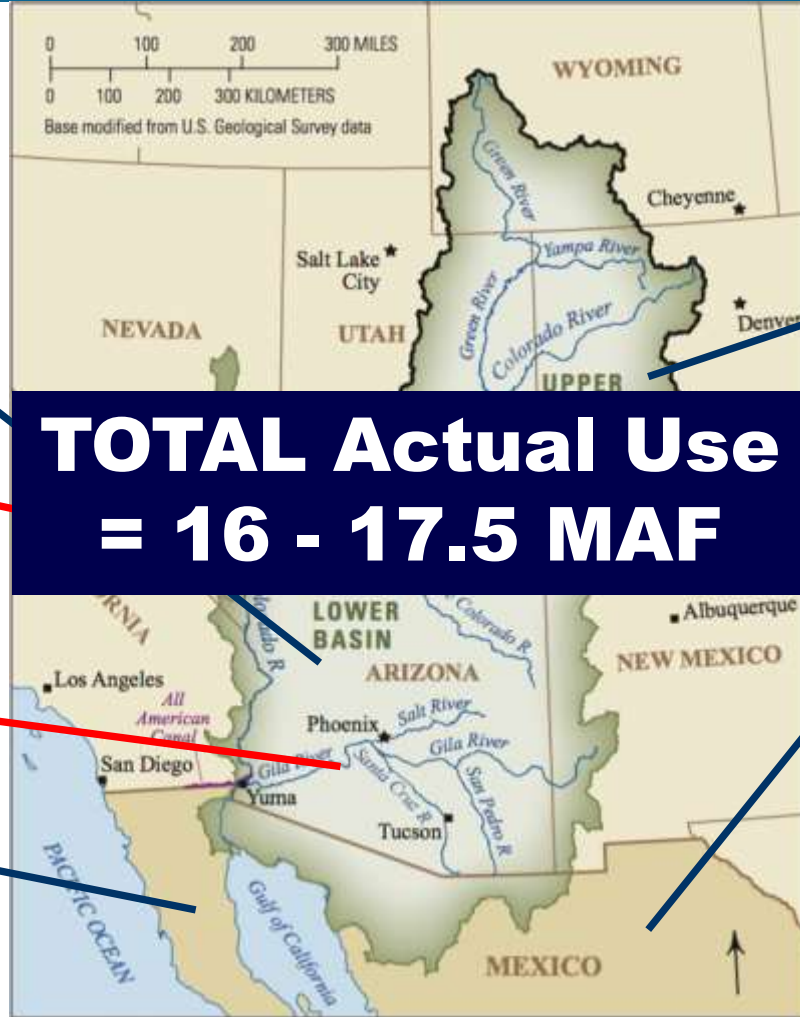 0 100 200 300 MILES
0 100 200 300 KILOMETERS
Base modified from U.S. Geological Survey data
WYOMING
Green River
Cheyenne
Salt Lake
City
Yampa River
Green River
Colorado River
NEVADA
UTAH
Denver
UPPER
TOTAL Actual Use
= 16 - 17.5 MAF
LOWER
BASIN
Colorado R
Albuquerque
ARIZONA
NEW MEXICO
Los Angeles
All
American
Canal
Phoenix
Salt River
San Diego
Gila River
Gila River
Santa Cruz R
San Pedro R
Yuma
Tucson
PACIFIC OCEAN
Gulf of California
MEXICO